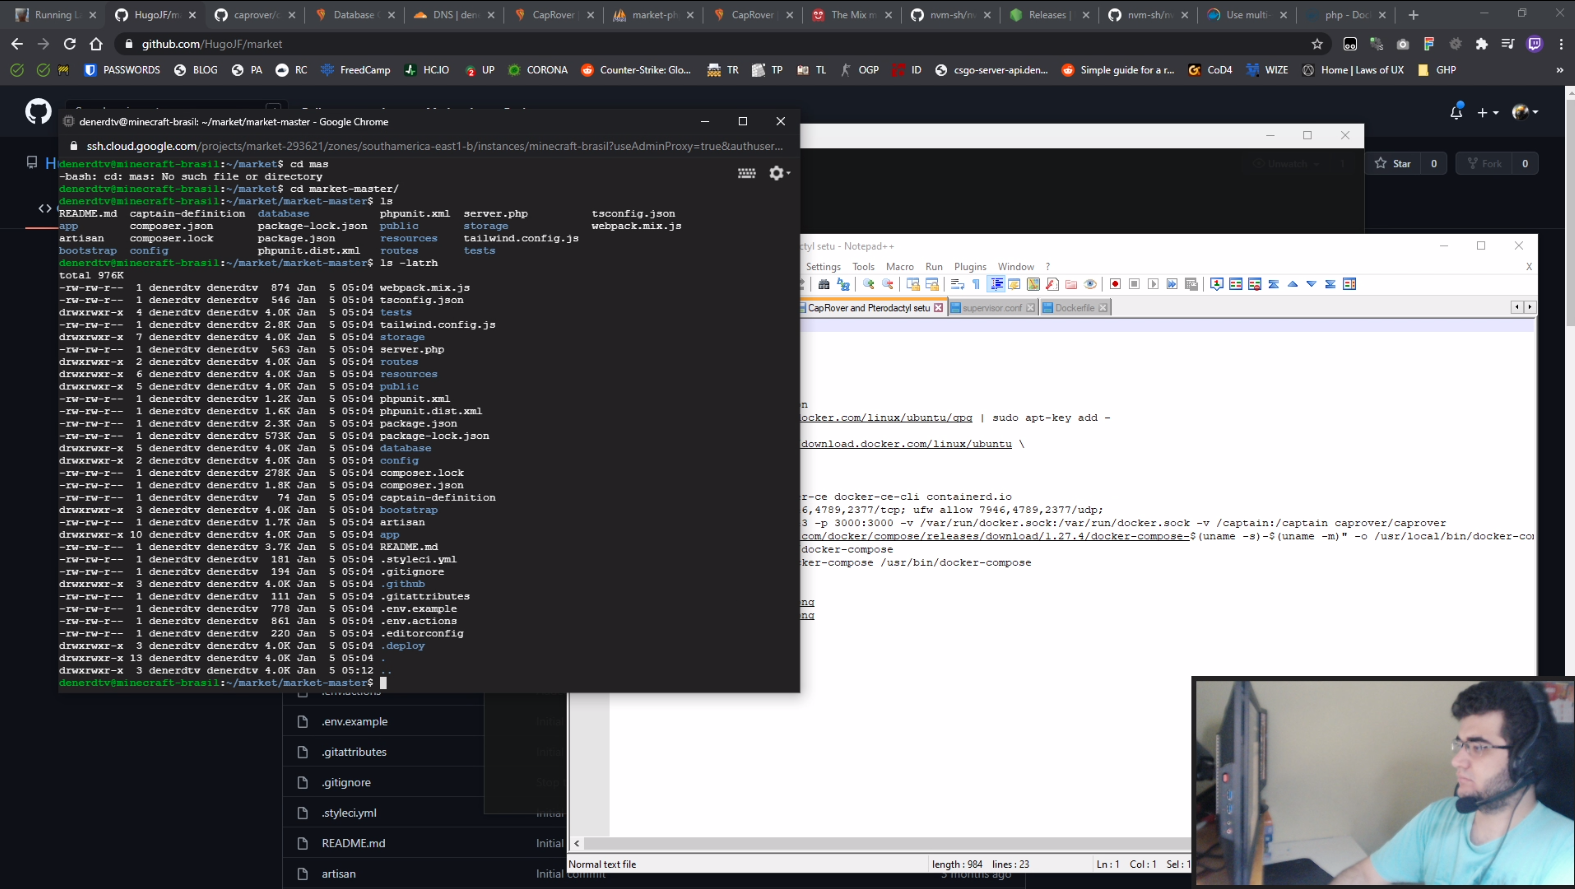 Running L
HugoJF/m
caprover/c
Database
DNS | den
CapRover
market-ph
CapRover
The Mix m
nvm-sh/n
Releases |
nvm-sh/n
Use multi-
php - Doc
github.com/HugoJF/market
PASSWORDS
BLOG
PA
RC
FreedCamp
HC.IO
UP
CORONA
Counter-Strike: Glo...
TR
TP
TL
OGP
ID
csgo-server-api.den...
Simple guide for a r...
CoD4
WIZE
Home | Laws of UX
GHP
»
denerdtv@minecraft-brasil: ~/market/market-master - Google Chrome
ssh.cloud.google.com/projects/market-293621/zones/southamerica-east1-b/instances/minecraft-brasil?useAdminProxy=true&authuser...
denerdtv@minecraft-brasil:~/market$ cd mas
-bash: cd: mas: No such file or directory
denerdtv@minecraft-brasil:~/market$ cd market-master/
denerdtv@minecraft-brasil:~/market/market-master$ ls
README.md captain-definition database phpunit.xml server.php tsconfig.json
app composer.json package-lock.json public storage webpack.mix.js
artisan composer.lock package.json resources tailwind.config.js
bootstrap config phpunit.dist.xml routes tests
denerdtv@minecraft-brasil:~/market/market-master$ ls -latrh
total 976K
-rw-rw-r-- 1 denerdtv denerdtv 874 Jan 5 05:04 webpack.mix.js
-rw-rw-r-- 1 denerdtv denerdtv 546 Jan 5 05:04 tsconfig.json
drwxrwxr-x 4 denerdtv denerdtv 4.0K Jan 5 05:04 tests
-rw-rw-r-- 1 denerdtv denerdtv 2.8K Jan 5 05:04 tailwind.config.js
drwxrwxr-x 7 denerdtv denerdtv 4.0K Jan 5 05:04 storage
-rw-rw-r-- 1 denerdtv denerdtv 563 Jan 5 05:04 server.php
drwxrwxr-x 2 denerdtv denerdtv 4.0K Jan 5 05:04 routes
drwxrwxr-x 6 denerdtv denerdtv 4.0K Jan 5 05:04 resources
drwxrwxr-x 5 denerdtv denerdtv 4.0K Jan 5 05:04 public
-rw-rw-r-- 1 denerdtv denerdtv 1.2K Jan 5 05:04 phpunit.xml
-rw-rw-r-- 1 denerdtv denerdtv 1.6K Jan 5 05:04 phpunit.dist.xml
-rw-rw-r-- 1 denerdtv denerdtv 2.3K Jan 5 05:04 package.json
-rw-rw-r-- 1 denerdtv denerdtv 573K Jan 5 05:04 package-lock.json
drwxrwxr-x 5 denerdtv denerdtv 4.0K Jan 5 05:04 database
drwxrwxr-x 2 denerdtv denerdtv 4.0K Jan 5 05:04 config
-rw-rw-r-- 1 denerdtv denerdtv 278K Jan 5 05:04 composer.lock
-rw-rw-r-- 1 denerdtv denerdtv 1.8K Jan 5 05:04 composer.json
-rw-rw-r-- 1 denerdtv denerdtv 74 Jan 5 05:04 captain-definition
drwxrwxr-x 3 denerdtv denerdtv 4.0K Jan 5 05:04 bootstrap
-rw-rw-r-- 1 denerdtv denerdtv 1.7K Jan 5 05:04 artisan
drwxrwxr-x 10 denerdtv denerdtv 4.0K Jan 5 05:04 app
-rw-rw-r-- 1 denerdtv denerdtv 3.7K Jan 5 05:04 README.md
-rw-rw-r-- 1 denerdtv denerdtv 181 Jan 5 05:04 .styleci.yml
-rw-rw-r-- 1 denerdtv denerdtv 194 Jan 5 05:04 .gitignore
drwxrwxr-x 3 denerdtv denerdtv 4.0K Jan 5 05:04 .github
-rw-rw-r-- 1 denerdtv denerdtv 111 Jan 5 05:04 .gitattributes
-rw-rw-r-- 1 denerdtv denerdtv 778 Jan 5 05:04 .env.example
-rw-rw-r-- 1 denerdtv denerdtv 861 Jan 5 05:04 .env.actions
-rw-rw-r-- 1 denerdtv denerdtv 220 Jan 5 05:04 .editorconfig
drwxrwxr-x 3 denerdtv denerdtv 4.0K Jan 5 05:04 .deploy
drwxrwxr-x 13 denerdtv denerdtv 4.0K Jan 5 05:04 .
drwxrwxr-x 3 denerdtv denerdtv 4.0K Jan 5 05:12 ..
denerdtv@minecraft-brasil:~/market/market-master$
Unwatch 1
Star 0
Fork 0
ctyl setu - Notepad++
Settings Tools Macro Run Plugins Window ? X
CapRover and Pterodactyl setu
supervisor.conf
Dockerfile
on
ocker.com/linux/ubuntu/gpg | sudo apt-key add -
download.docker.com/linux/ubuntu \
er-ce docker-ce-cli containerd.io
6,4789,2377/tcp; ufw allow 7946,4789,2377/udp;
3 -p 3000:3000 -v /var/run/docker.sock:/var/run/docker.sock -v /captain:/captain caprover/caprover
com/docker/compose/releases/download/1.27.4/docker-compose-$(uname -s)-$(uname -m)" -o /usr/local/bin/docker-com
docker-compose
ker-compose /usr/bin/docker-compose
png
png
Normal text file
length : 984 lines : 23
Ln : 1 Col : 1 Sel : 1
.env.actions
.env.example
.gitattributes
.gitignore
.styleci.yml
README.md
artisan
Initial commit
3 months ago